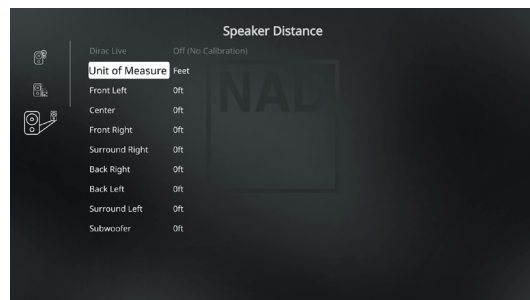 Speaker Distance
Dirac Live Off (No Calibration)
Unit of Measure Feet
Front Left 0ft
Center 0ft
Front Right 0ft
Surround Right 0ft
Back Right 0ft
Back Left 0ft
Surround Left 0ft
Subwoofer 0ft
NAD